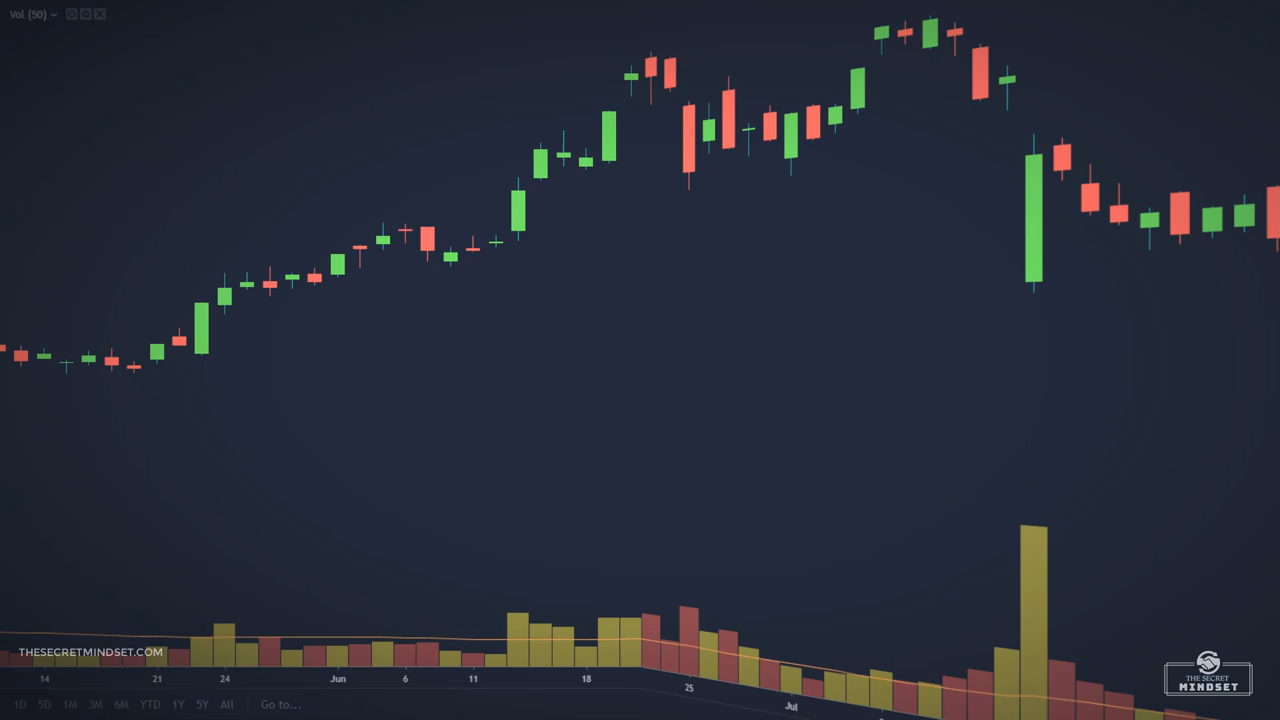 Vol (50)
THESECRETMINDSET.COM
14 21 24 Jun 6 11 18 25 Jul
1D 5D 1M 3M 6M YTD 1Y 5Y All Go to...
THE SECRET
MINDSET